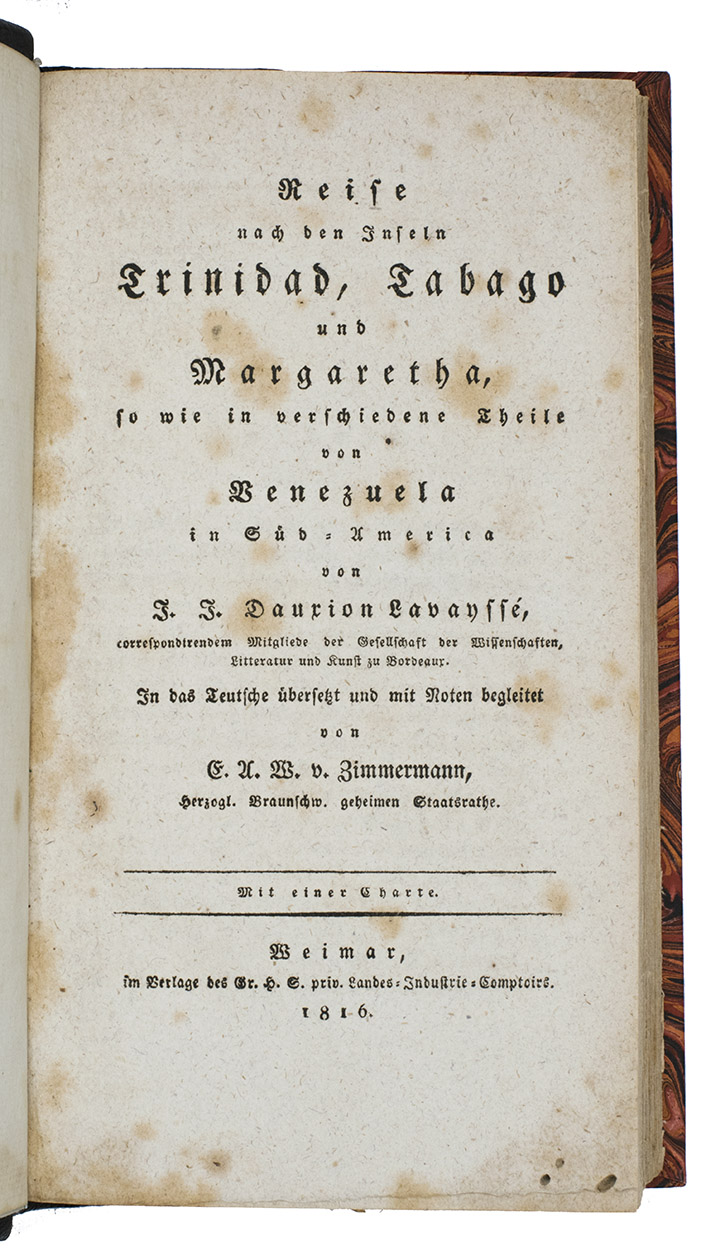 Reise
nach den Inseln
Trinidad, Tabago
und
Margaretha,
so wie in verschiedene Theile
von
Venezuela
in Süd-America
von
J. J. Dauxion Lavayssé,
correspondirendem Mitgliede der Gesellschaft der Wissenschaften,
Litteratur und Kunst zu Bordeaux.
In das Teutsche übersetzt und mit Noten begleitet
von
E. A. W. v. Zimmermann,
Herzogl. Braunschw. geheimen Staatsrathe.
Mit einer Charte.
Weimar,
im Verlage des Gr. H. S. priv. Landes-Industrie-Comptoirs.
1816.